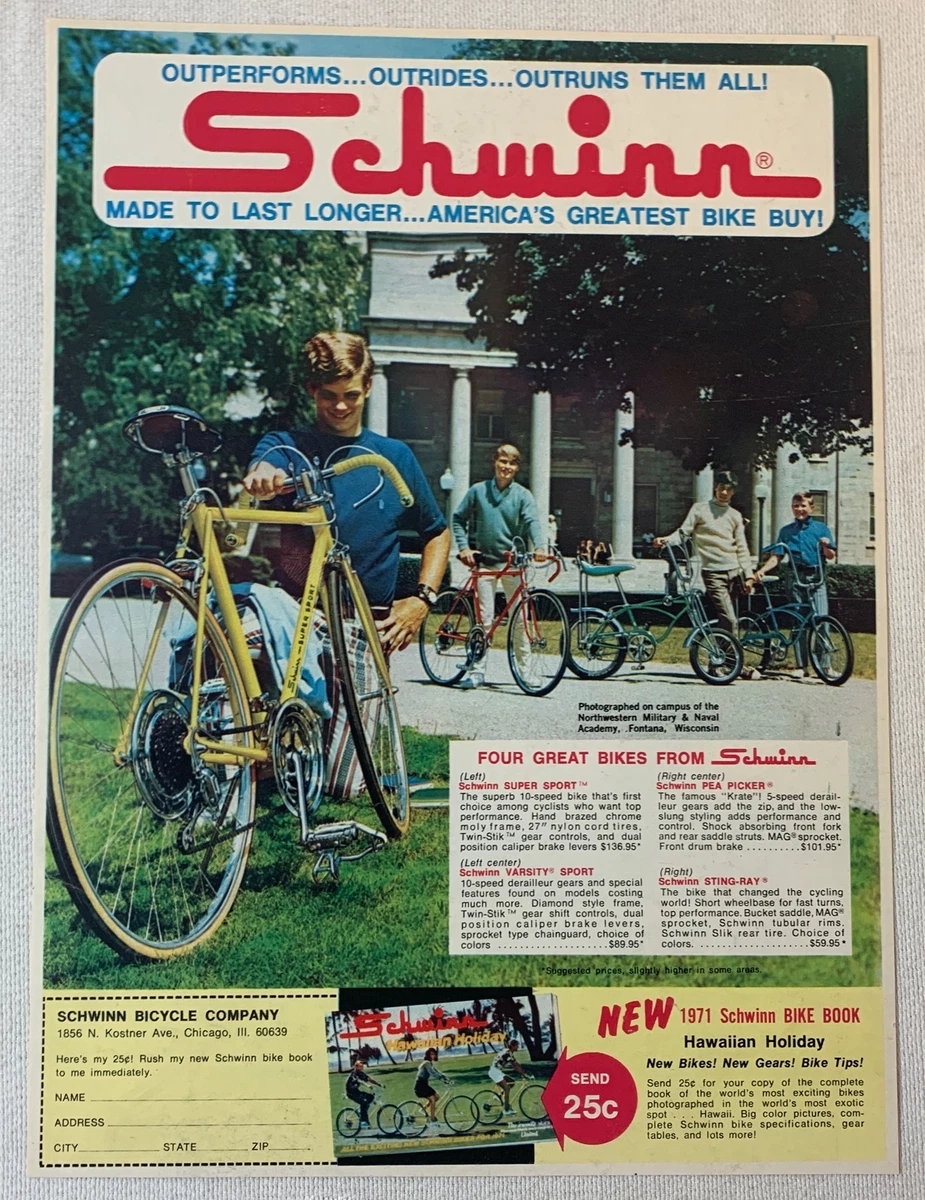 OUTPERFORMS...OUTRIDES...OUTRUNS THEM ALL!
Schwinn®
MADE TO LAST LONGER...AMERICA'S GREATEST BIKE BUY!
Schwinn — SUPER SPORT
Photographed on campus of the
Northwestern Military & Naval
Academy, Fontana, Wisconsin
FOUR GREAT BIKES FROM Schwinn
(Left)
Schwinn SUPER SPORT™
The superb 10-speed bike that's first
choice among cyclists who want top
performance. Hand brazed chrome
moly frame, 27" nylon cord tires,
Twin-Stik™ gear controls, and dual
position caliper brake levers $136.95*
(Left center)
Schwinn VARSITY® SPORT
10-speed derailleur gears and special
features found on models costing
much more. Diamond style frame,
Twin-Stik™ gear shift controls, dual
position caliper brake levers,
sprocket type chainguard, choice of
colors ......................$89.95*
(Right center)
Schwinn PEA PICKER®
The famous "Krate"! 5-speed derail-
leur gears add the zip, and the low-
slung styling adds performance and
control. Shock absorbing front fork
and rear saddle struts. MAG® sprocket.
Front drum brake ..........$101.95*
(Right)
Schwinn STING-RAY®
The bike that changed the cycling
world! Short wheelbase for fast turns,
top performance. Bucket saddle, MAG®
sprocket, Schwinn tubular rims.
Schwinn Slik rear tire. Choice of
colors. .....................$59.95*
*Suggested prices, slightly higher in some areas.
SCHWINN BICYCLE COMPANY
1856 N. Kostner Ave., Chicago, Ill. 60639
Here's my 25¢! Rush my new Schwinn bike book
to me immediately.
NAME
ADDRESS
CITY STATE ZIP
Schwinn
Hawaiian Holiday
SEND
25c
NEW 1971 Schwinn BIKE BOOK
Hawaiian Holiday
New Bikes! New Gears! Bike Tips!
Send 25¢ for your copy of the complete
book of the world's most exciting bikes
photographed in the world's most exotic
spot . . . Hawaii. Big color pictures, com-
plete Schwinn bike specifications, gear
tables, and lots more!